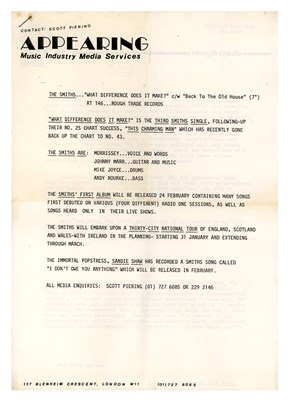 CONTACT: SCOTT PIERING
APPEARING
Music Industry Media Services
THE SMITHS..."WHAT DIFFERENCE DOES IT MAKE?" c/w "Back To The Old House" (7")
RT 146...ROUGH TRADE RECORDS
"WHAT DIFFERENCE DOES IT MAKE?" IS THE THIRD SMITHS SINGLE, FOLLOWING-UP
THEIR NO. 25 CHART SUCCESS, "THIS CHARMING MAN" WHICH HAS RECENTLY GONE
BACK UP THE CHART TO NO. 43.
THE SMITHS ARE: MORRISSEY...VOICE AND WORDS
JOHNNY MARR...GUITAR AND MUSIC
MIKE JOYCE...DRUMS
ANDY ROURKE...BASS
THE SMITHS' FIRST ALBUM WILL BE RELEASED 24 FEBRUARY CONTAINING MANY SONGS
FIRST DEBUTED ON VARIOUS (FOUR DIFFERENT) RADIO ONE SESSIONS, AS WELL AS
SONGS HEARD ONLY IN THEIR LIVE SHOWS.
THE SMITHS WILL EMBARK UPON A THIRTY-CITY NATIONAL TOUR OF ENGLAND, SCOTLAND
AND WALES-WITH IRELAND IN THE PLANNING- STARTING 31 JANUARY AND EXTENDING
THROUGH MARCH.
THE IMMORTAL POPSTRESS, SANDIE SHAW HAS RECORDED A SMITHS SONG CALLED
"I DON'T OWE YOU ANYTHING" WHICH WILL BE RELEASED IN FEBRUARY.
ALL MEDIA ENQUIRIES: SCOTT PIERING (01) 727 6085 OR 229 2146
157 BLENHEIM CRESCENT, LONDON W11 (01)727 6085